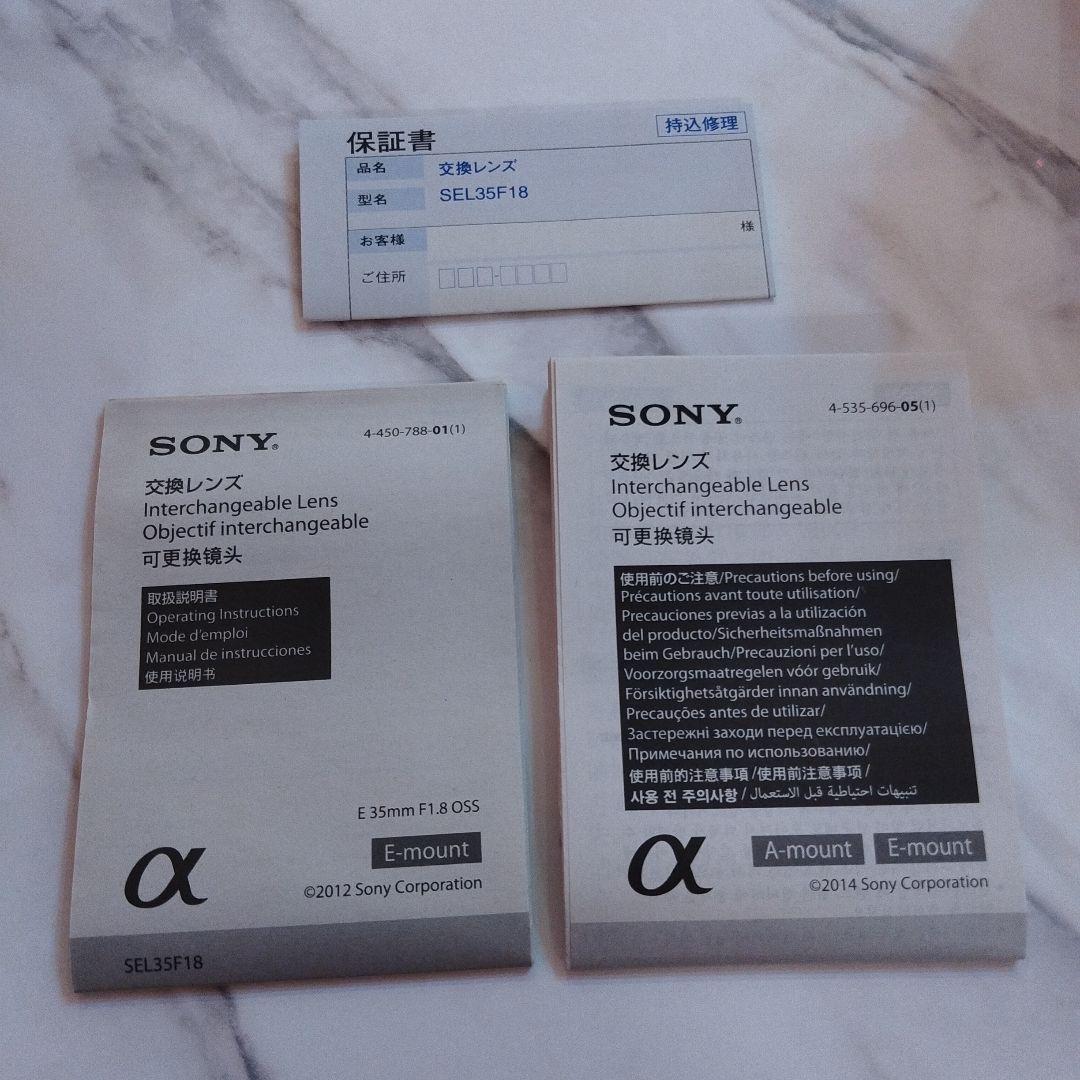 保証書
持込修理
品名 交換レンズ
型名 SEL35F18
お客様 様
ご住所
SONY®
4-450-788-01(1)
交換レンズ
Interchangeable Lens
Objectif interchangeable
可更换镜头
取扱説明書
Operating Instructions
Mode d'emploi
Manual de instrucciones
使用说明书
E 35mm F1.8 OSS
α E-mount
©2012 Sony Corporation
SEL35F18
SONY®
4-535-696-05(1)
交換レンズ
Interchangeable Lens
Objectif interchangeable
可更换镜头
使用前のご注意/Precautions before using/
Précautions avant toute utilisation/
Precauciones previas a la utilización
del producto/Sicherheitsmaßnahmen
beim Gebrauch/Precauzioni per l'uso/
Voorzorgsmaatregelen vóór gebruik/
Försiktighetsåtgärder innan användning/
Precauções antes de utilizar/
Застережні заходи перед експлуатацією/
Примечания по использованию/
使用前的注意事項/使用前注意事项/
사용 전 주의사항/تنبيهات احتياطية قبل الاستعمال
α A-mount E-mount
©2014 Sony Corporation